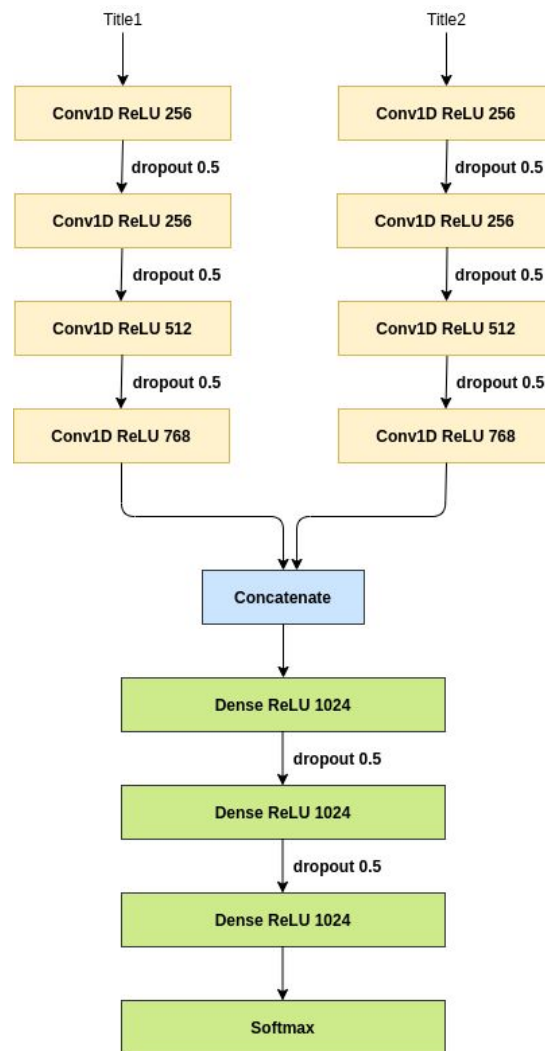 Title1
Title2
Conv1D ReLU 256
Conv1D ReLU 256
dropout 0.5
dropout 0.5
Conv1D ReLU 256
Conv1D ReLU 256
dropout 0.5
dropout 0.5
Conv1D ReLU 512
Conv1D ReLU 512
dropout 0.5
dropout 0.5
Conv1D ReLU 768
Conv1D ReLU 768
Concatenate
Dense ReLU 1024
dropout 0.5
Dense ReLU 1024
dropout 0.5
Dense ReLU 1024
Softmax